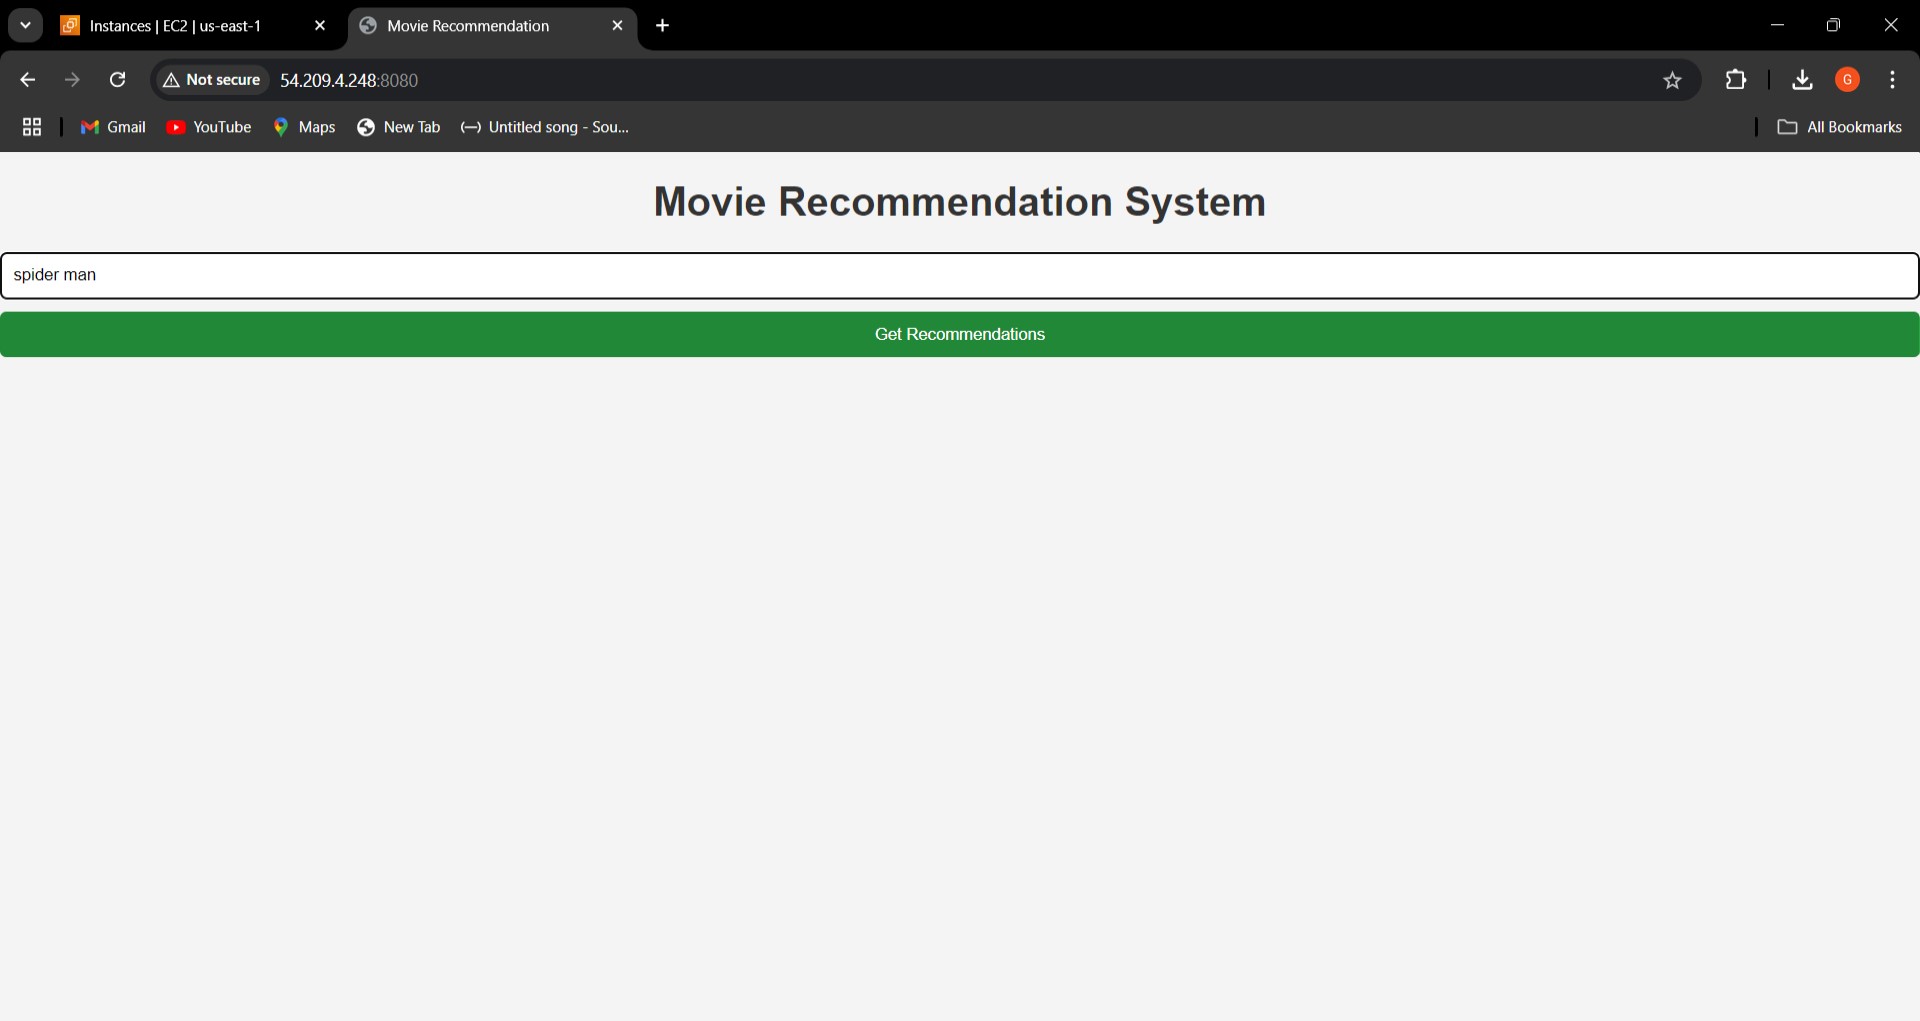 Instances | EC2 | us-east-1
Movie Recommendation
Not secure
54.209.4.248:8080
G
Gmail
YouTube
Maps
New Tab
Untitled song - Sou...
All Bookmarks
Movie Recommendation System
spider man
Get Recommendations